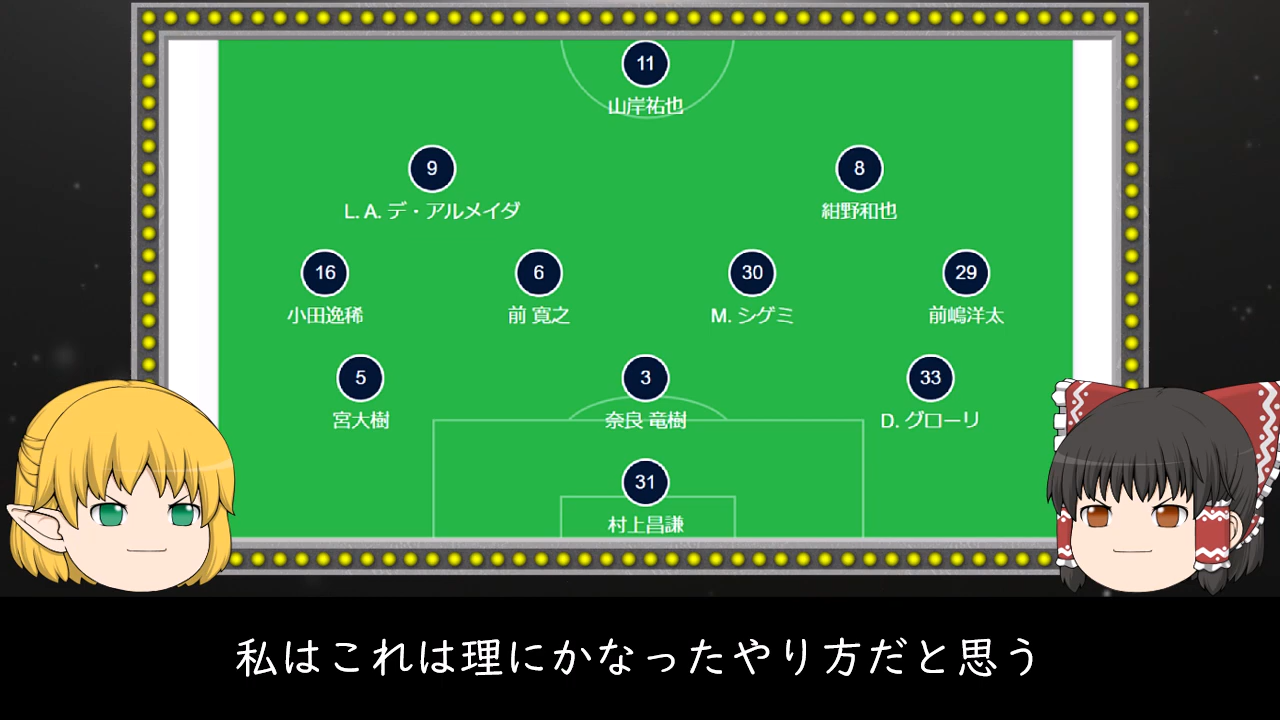 11
山岸祐也
9
8
L. A. デ・アルメイダ
紺野和也
16
6
30
29
小田逸稀
前 寛之
M. シゲミ
前嶋洋太
5
3
33
宮大樹
奈良 竜樹
D. グローリ
31
村上昌謙
私はこれは理にかなったやり方だと思う